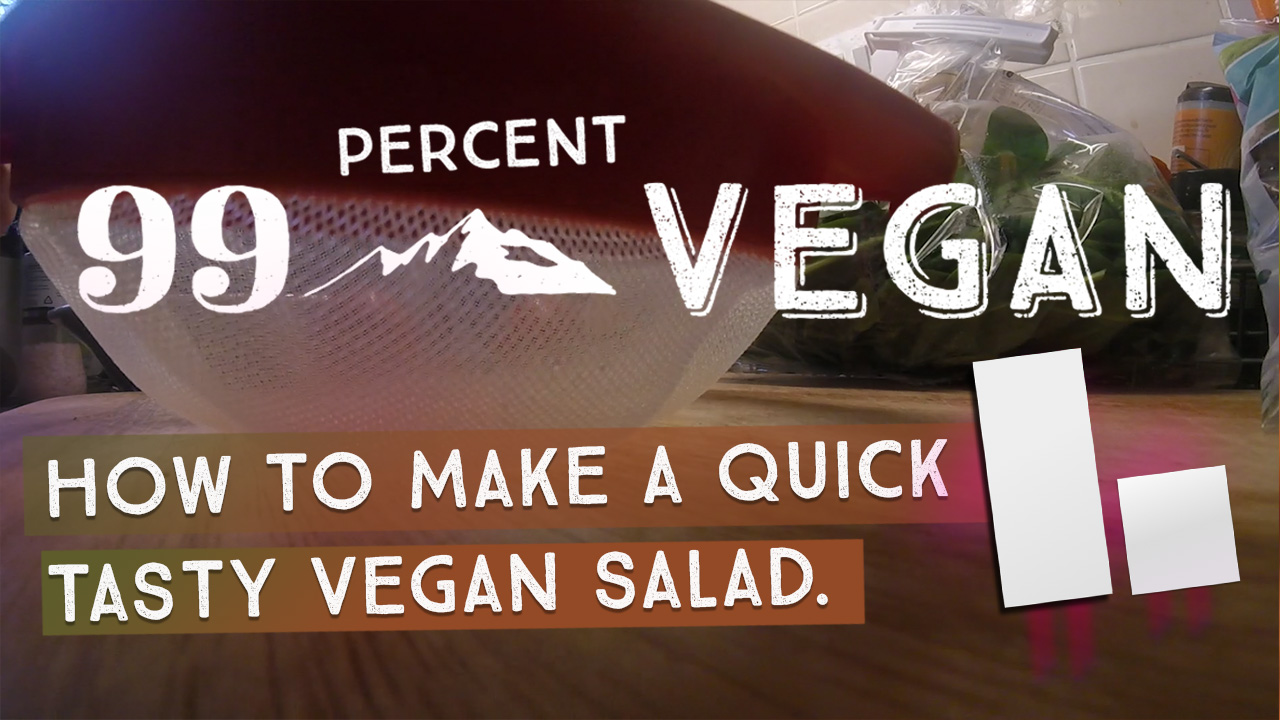 PERCENT
99 VEGAN
HOW TO MAKE A QUICK
TASTY VEGAN SALAD.